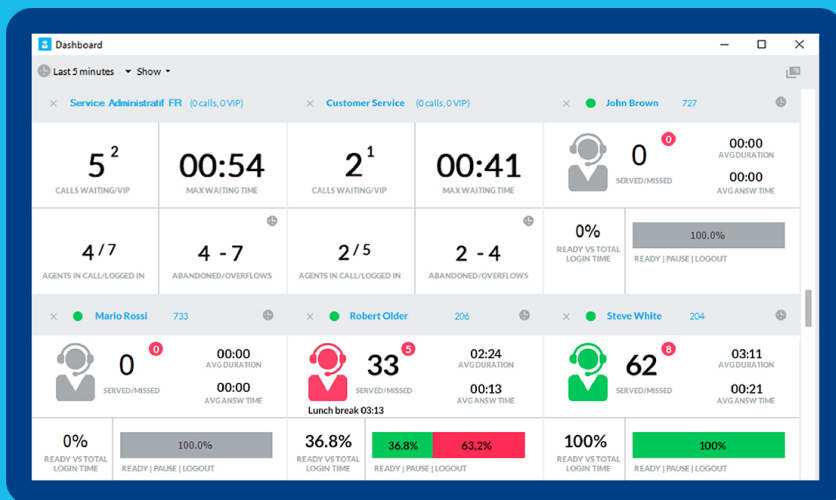 Dashboard
Last 5 minutes Show
Service Administratif FR (0 calls, 0 VIP)
5 2
CALLS WAITING/VIP
00:54
MAX WAITING TIME
4/7
AGENTS IN CALL/LOGGED IN
4 - 7
ABANDONED/OVERFLOWS
Customer Service (0 calls, 0 VIP)
2 1
CALLS WAITING/VIP
00:41
MAX WAITING TIME
2/5
AGENTS IN CALL/LOGGED IN
2 - 4
ABANDONED/OVERFLOWS
John Brown 727
0 0
SERVED/MISSED
00:00
AVG DURATION
00:00
AVG ANSW TIME
0%
READY VS TOTAL
LOGIN TIME
100.0%
READY | PAUSE | LOGOUT
Mario Rossi 733
0 0
SERVED/MISSED
00:00
AVG DURATION
00:00
AVG ANSW TIME
0%
READY VS TOTAL
LOGIN TIME
100.0%
READY | PAUSE | LOGOUT
Robert Older 206
33 5
SERVED/MISSED
Lunch break 03:13
02:24
AVG DURATION
00:13
AVG ANSW TIME
36.8%
READY VS TOTAL
LOGIN TIME
36.8% 63,2%
READY | PAUSE | LOGOUT
Steve White 204
62 8
SERVED/MISSED
03:11
AVG DURATION
00:21
AVG ANSW TIME
100%
READY VS TOTAL
LOGIN TIME
100%
READY | PAUSE | LOGOUT